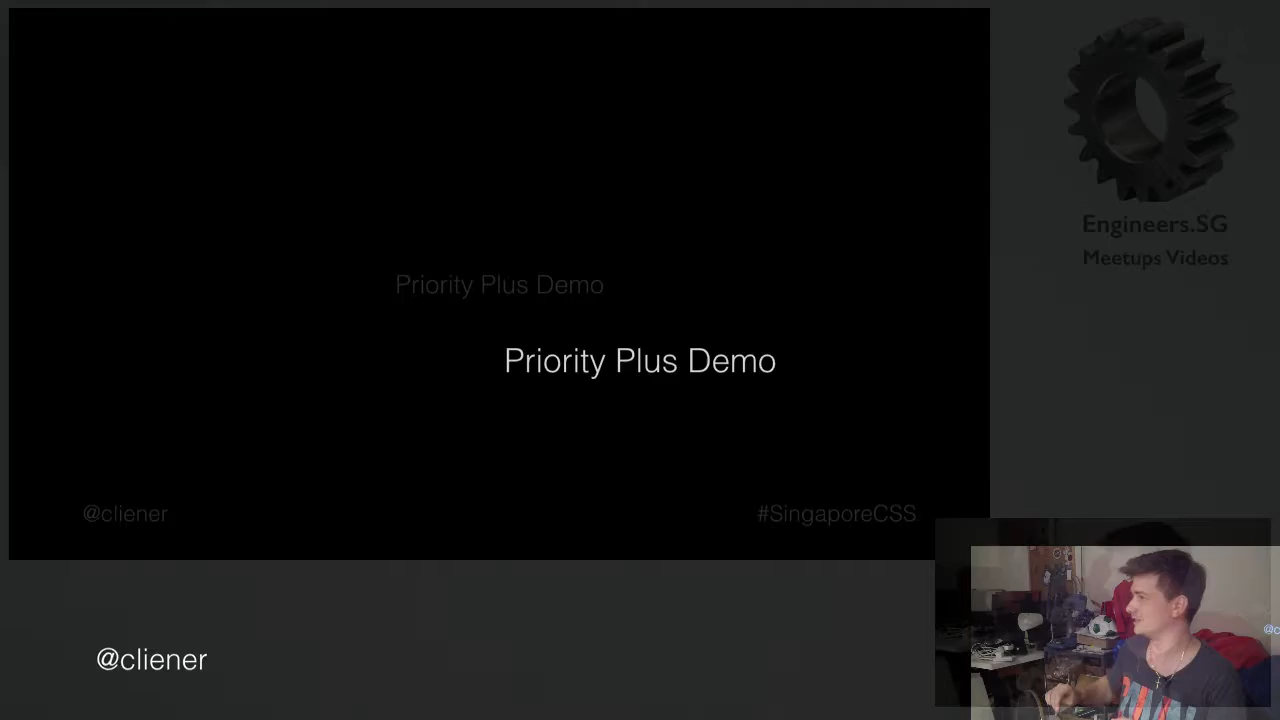 Engineers.SG
Meetups Videos
Priority Plus Demo
Priority Plus Demo
@cliener
#SingaporeCSS
@cliener